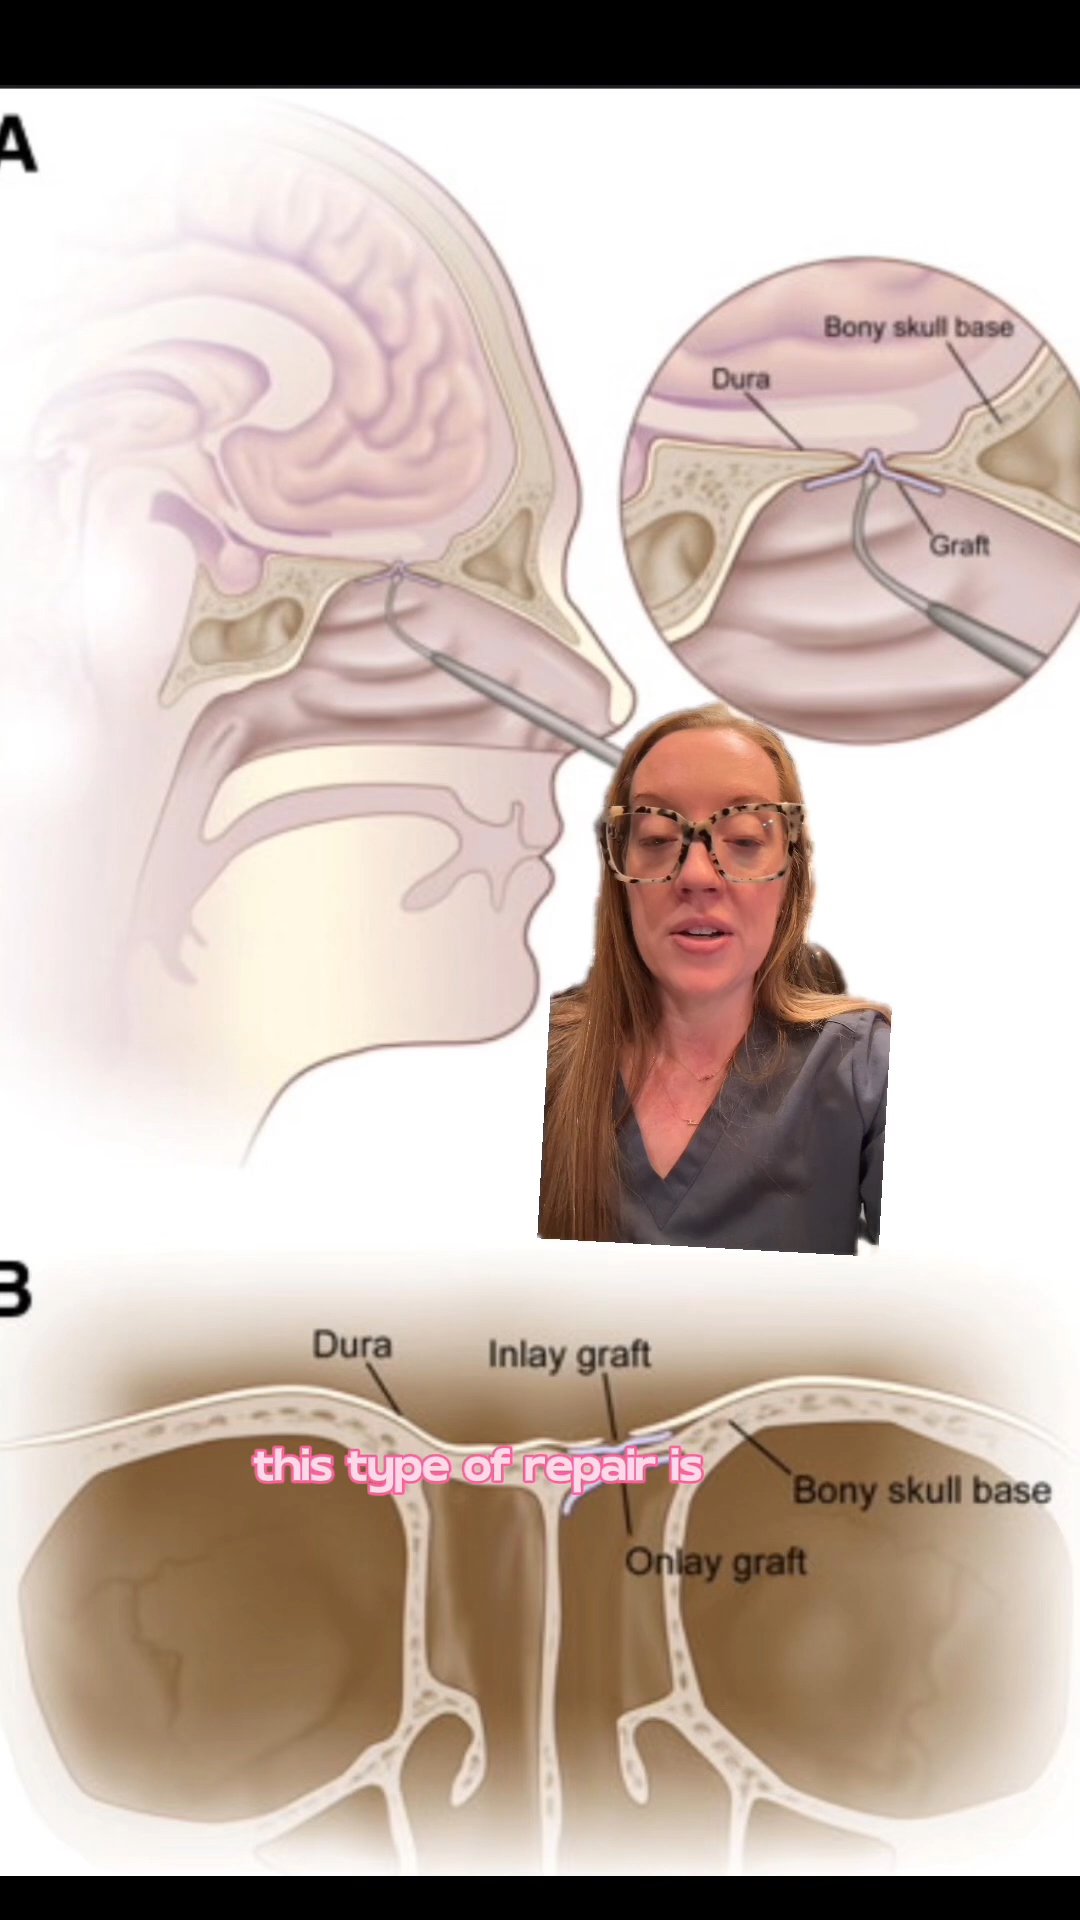 A
Bony skull base
Dura
Graft
B
Dura
Inlay graft
this type of repair is
Bony skull base
Onlay graft